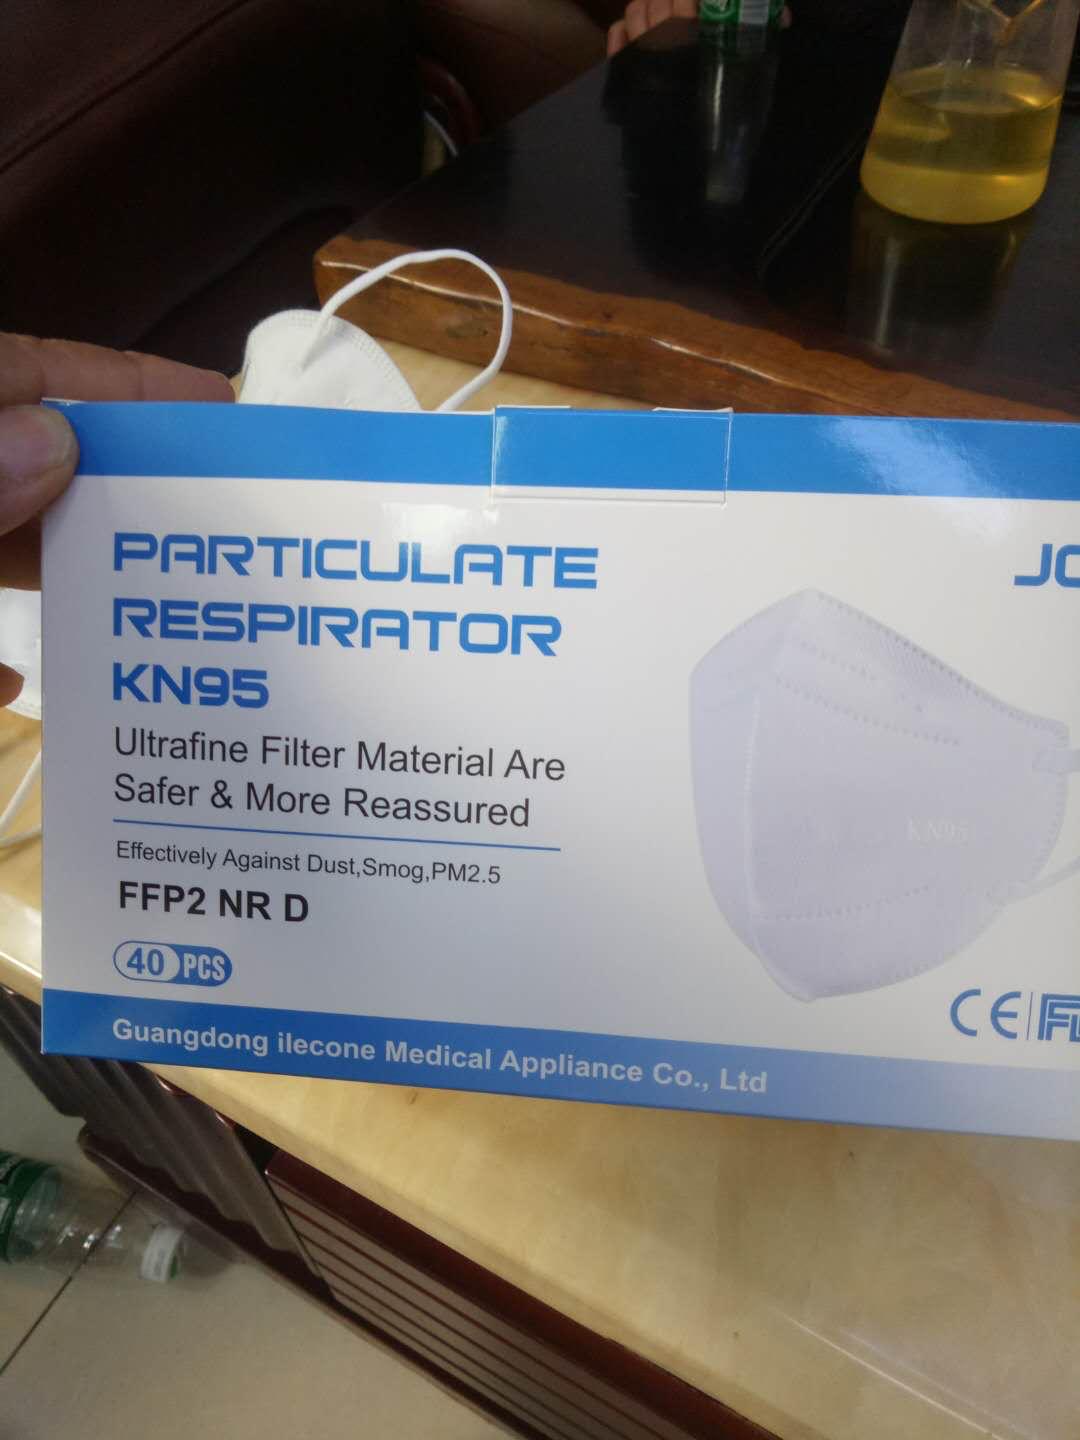 PARTICULATE
RESPIRATOR
KN95
Ultrafine Filter Material Are
Safer & More Reassured
Effectively Against Dust,Smog,PM2.5
FFP2 NR D
40 PCS
KN95
CE
Guangdong ilecone Medical Appliance Co., Ltd